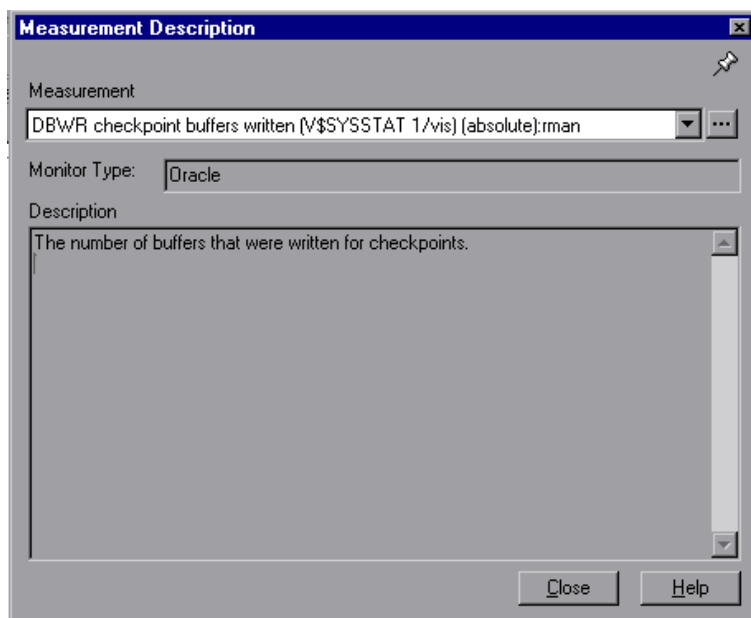 Measurement Description
Measurement
DBWR checkpoint buffers written (V$SYSSTAT 1/vis) (absolute):rman
...
Monitor Type:
Oracle
Description
The number of buffers that were written for checkpoints.
Close
Help